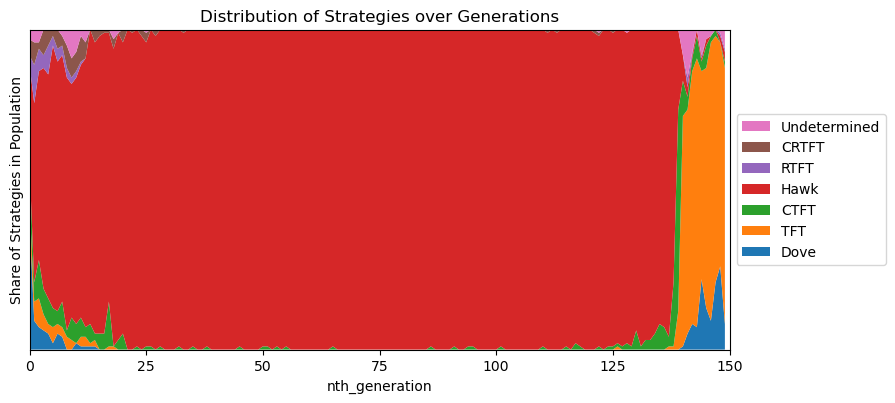 Distribution of Strategies over Generations
Share of Strategies in Population
0
25
50
75
100
125
150
nth_generation
Undetermined
CRTFT
RTFT
Hawk
CTFT
TFT
Dove